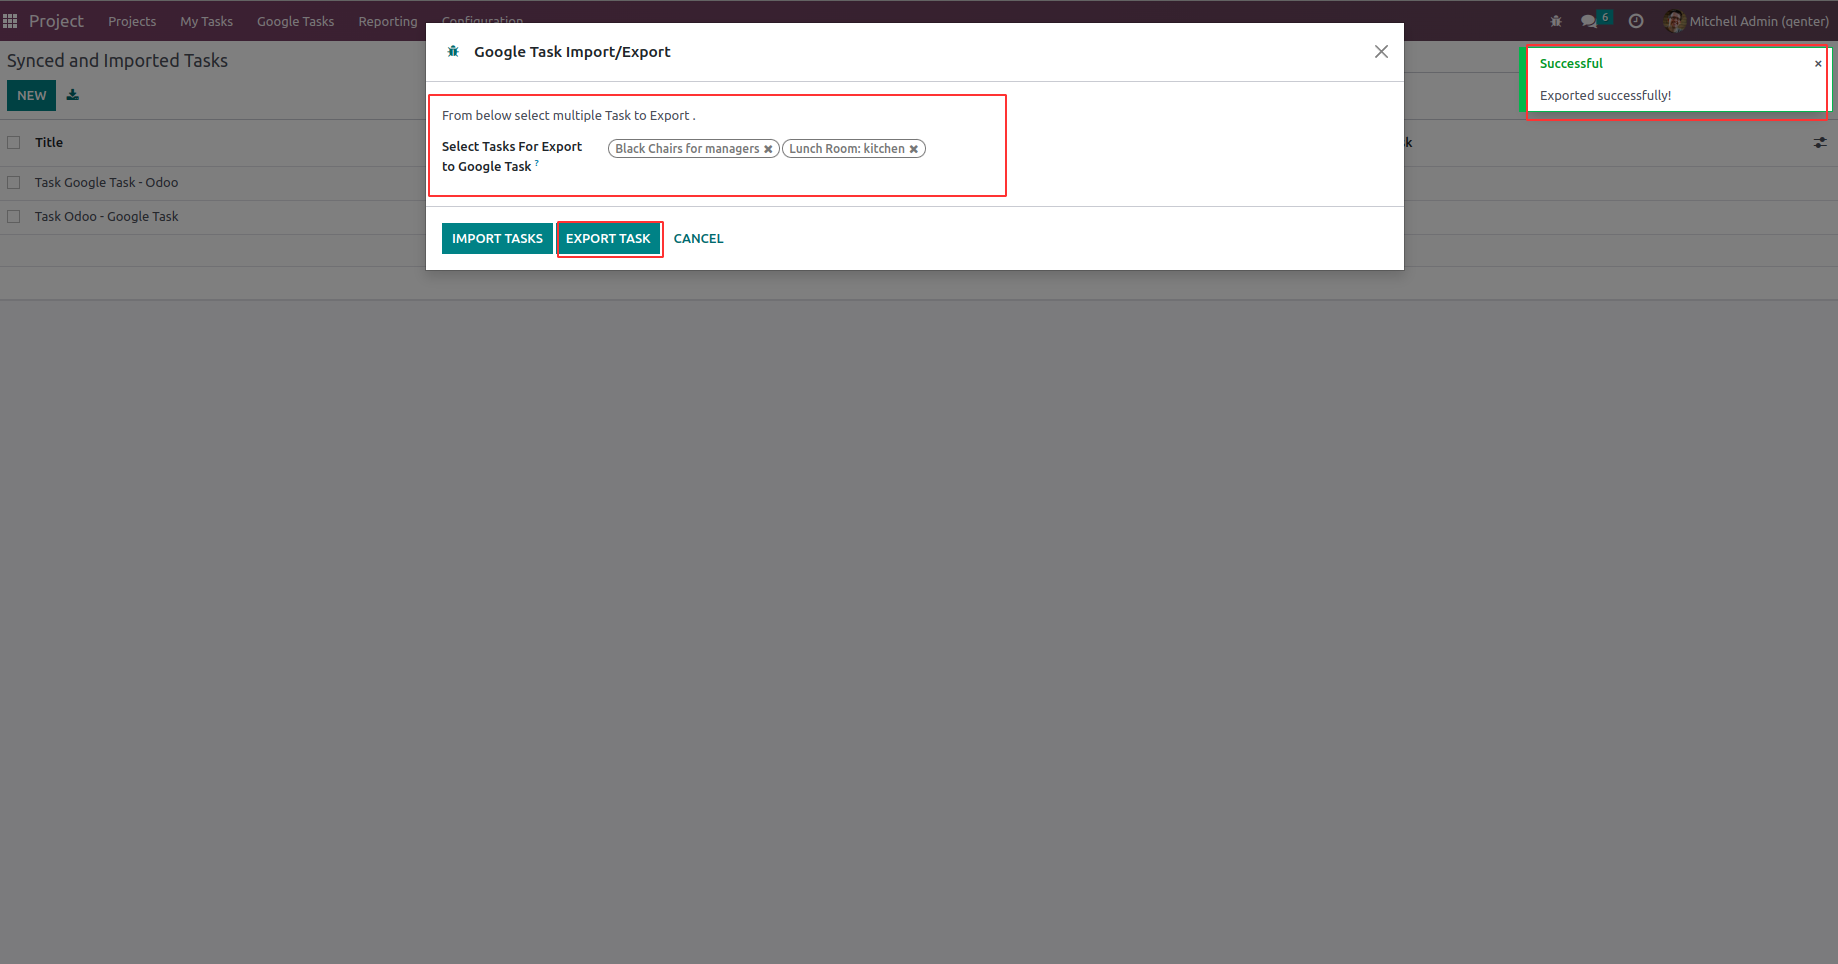 Project Projects My Tasks Google Tasks Reporting Configuration 6 Mitchell Admin (qenter)
Synced and Imported Tasks
NEW
Title
Task Google Task - Odoo
Task Odoo - Google Task
Google Task Import/Export
From below select multiple Task to Export .
Select Tasks For Export
to Google Task ?
Black Chairs for managers Lunch Room: kitchen
IMPORT TASKS EXPORT TASK CANCEL
Successful
Exported successfully!